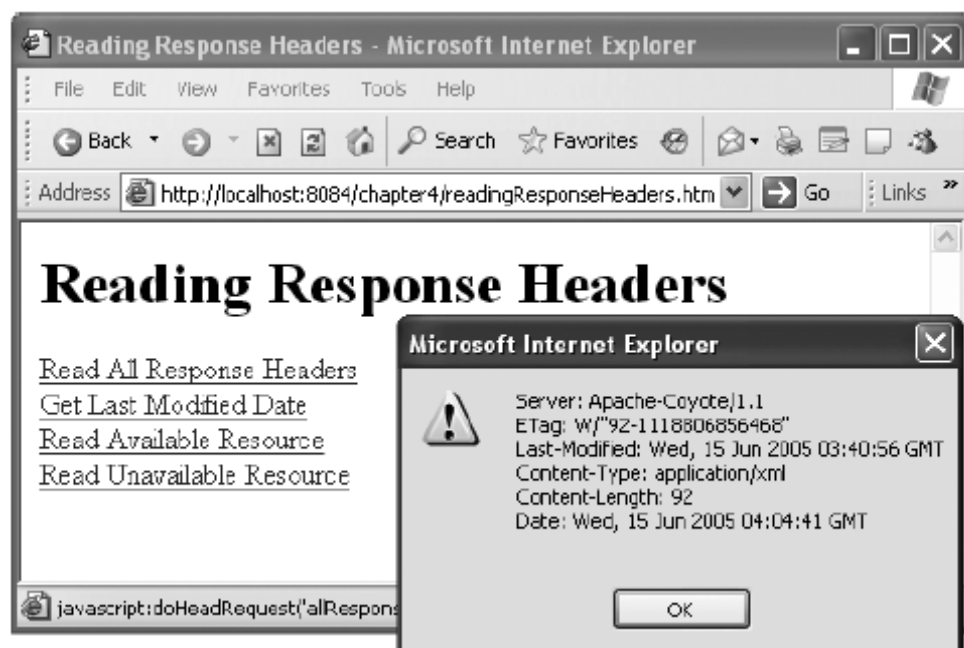 Reading Response Headers - Microsoft Internet Explorer
File Edit View Favorites Tools Help
Back Search Favorites
Address http://localhost:8084/chapter4/readingResponseHeaders.htm Go Links »
Reading Response Headers
Read All Response Headers
Get Last Modified Date
Read Available Resource
Read Unavailable Resource
Microsoft Internet Explorer
Server: Apache-Coyote/1.1
ETag: W/"92-1118806856468"
Last-Modified: Wed, 15 Jun 2005 03:40:56 GMT
Content-Type: application/xml
Content-Length: 92
Date: Wed, 15 Jun 2005 04:04:41 GMT
OK
javascript:doHeadRequest('allRespons